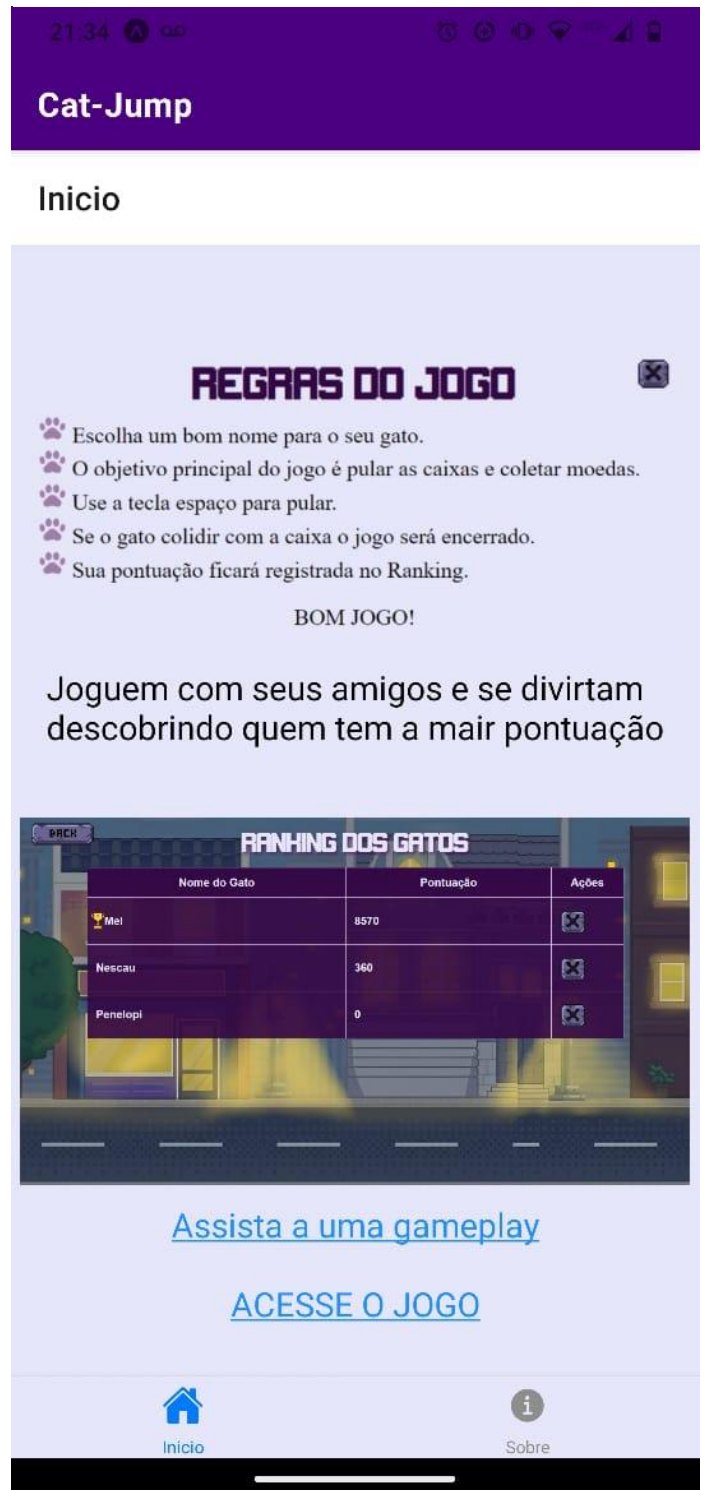 21:34
Cat-Jump
Inicio
REGRAS DO JOGO
Escolha um bom nome para o seu gato.
O objetivo principal do jogo é pular as caixas e coletar moedas.
Use a tecla espaço para pular.
Se o gato colidir com a caixa o jogo será encerrado.
Sua pontuação ficará registrada no Ranking.
BOM JOGO!
Joguem com seus amigos e se divirtam
descobrindo quem tem a mair pontuação
BACK
RANKING DOS GATOS
Nome do Gato Pontuação Ações
Mel 8570
Nescau 360
Penelopi 0
Assista a uma gameplay
ACESSE O JOGO
Inicio Sobre